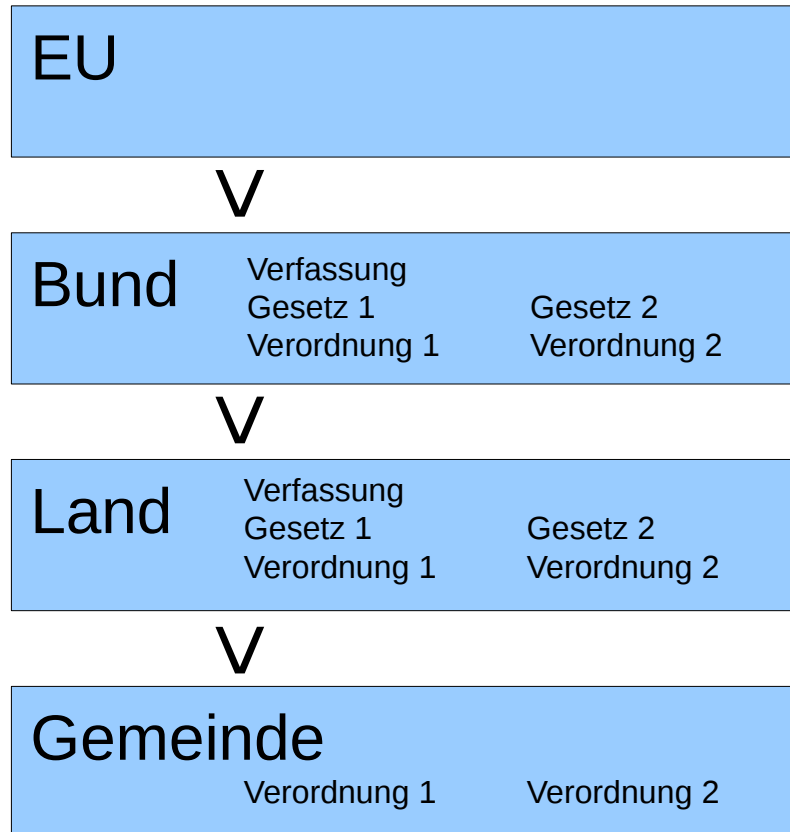 EU
V
Bund
Verfassung
Gesetz 1 Gesetz 2
Verordnung 1 Verordnung 2
V
Land
Verfassung
Gesetz 1 Gesetz 2
Verordnung 1 Verordnung 2
V
Gemeinde
Verordnung 1 Verordnung 2